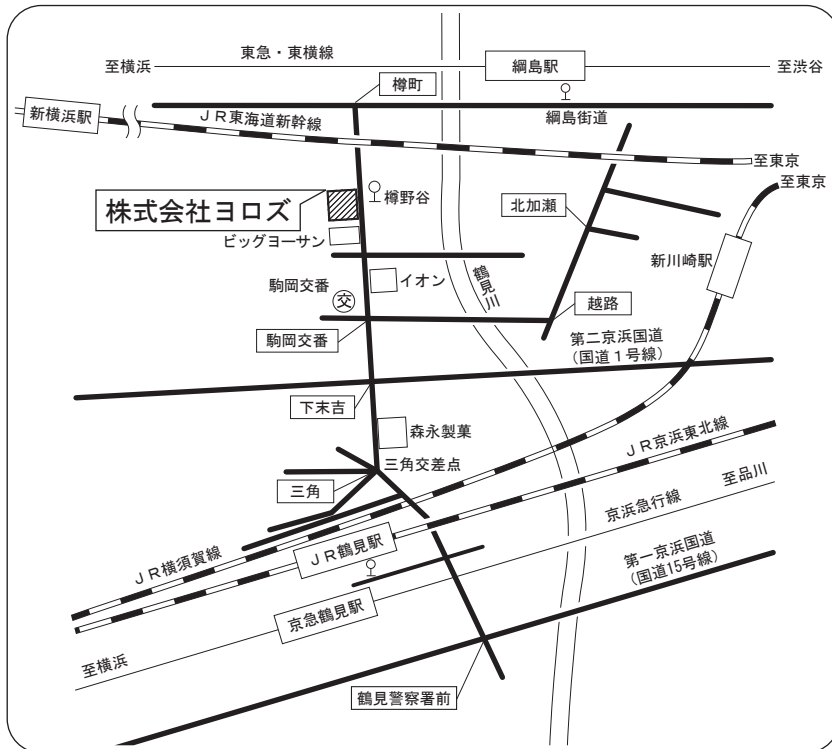 東急・東横線
至横浜
綱島駅
至渋谷
樽町
新横浜駅
JR東海道新幹線
綱島街道
至東京
至東京
樽野谷
株式会社ヨロズ
北加瀬
ビッグヨーサン
新川崎駅
鶴見川
イオン
駒岡交番
交
越路
駒岡交番
第二京浜国道
(国道1号線)
下末吉
森永製菓
JR京浜東北線
三角交差点
三角
至品川
京浜急行線
JR横須賀線
JR鶴見駅
第一京浜国道
(国道15号線)
京急鶴見駅
至横浜
鶴見警察署前